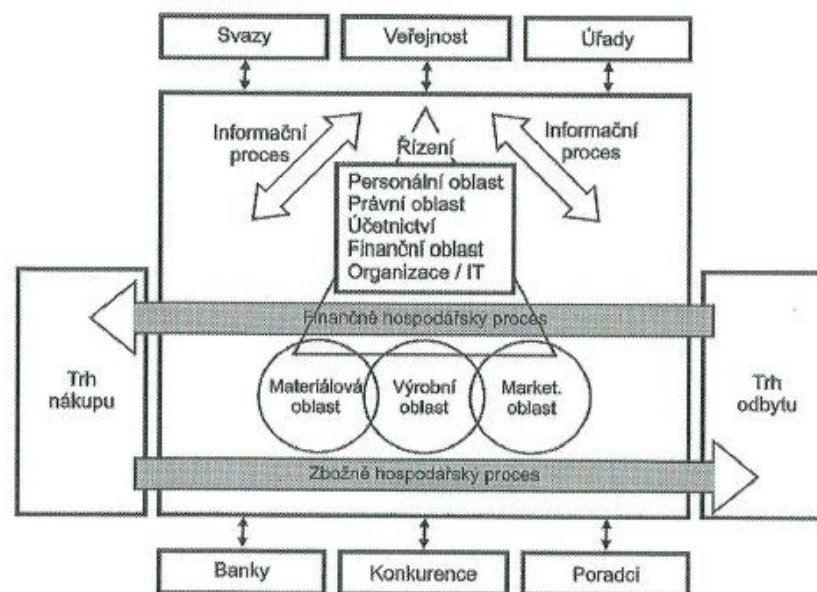 Svazy
Veřejnost
Úřady
Informační
proces
Řízení
Informační
proces
Personální oblast
Právní oblast
Účetnictví
Finanční oblast
Organizace / IT
Finančně hospodářský proces
Trh
nákupu
Materiálová
oblast
Výrobní
oblast
Market.
oblast
Trh
odbytu
Zbožně hospodářský proces
Banky
Konkurence
Poradci